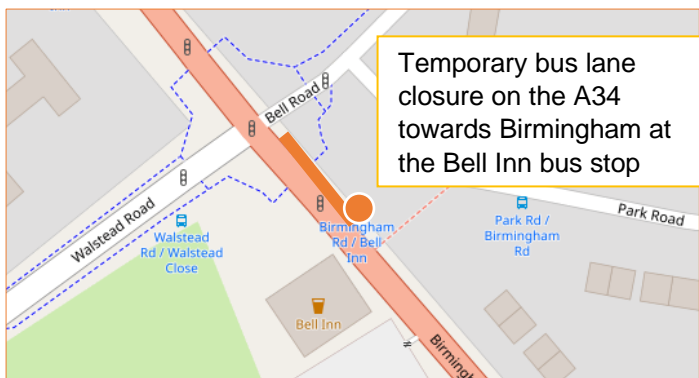 Temporary bus lane
closure on the A34
towards Birmingham at
the Bell Inn bus stop
Bell Road
Walstead Road
Walstead
Rd / Walstead
Close
Birmingham
Rd / Bell
Inn
Park Rd /
Birmingham
Rd
Park Road
Bell Inn